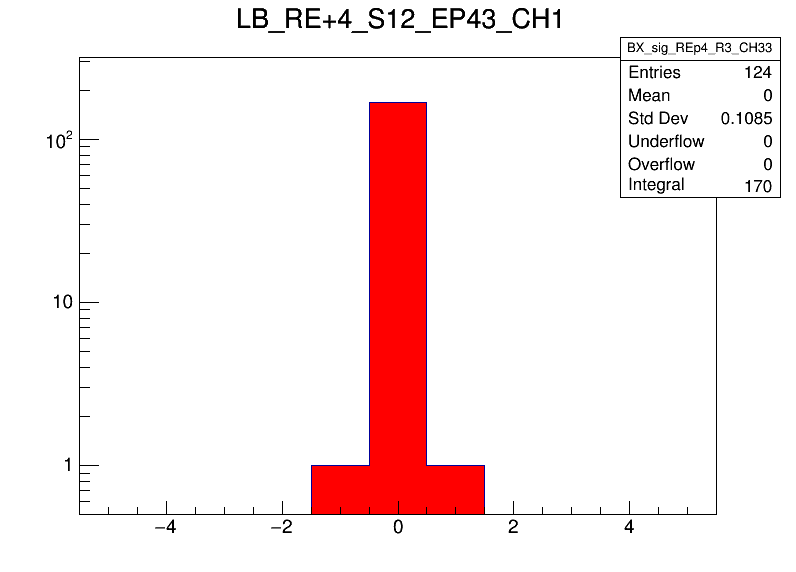 LB_RE+4_S12_EP43_CH1
BX_sig_REp4_R3_CH33
Entries 124
Mean 0
Std Dev 0.1085
Underflow 0
Overflow 0
Integral 170
10²
10
1
−4 −2 0 2 4